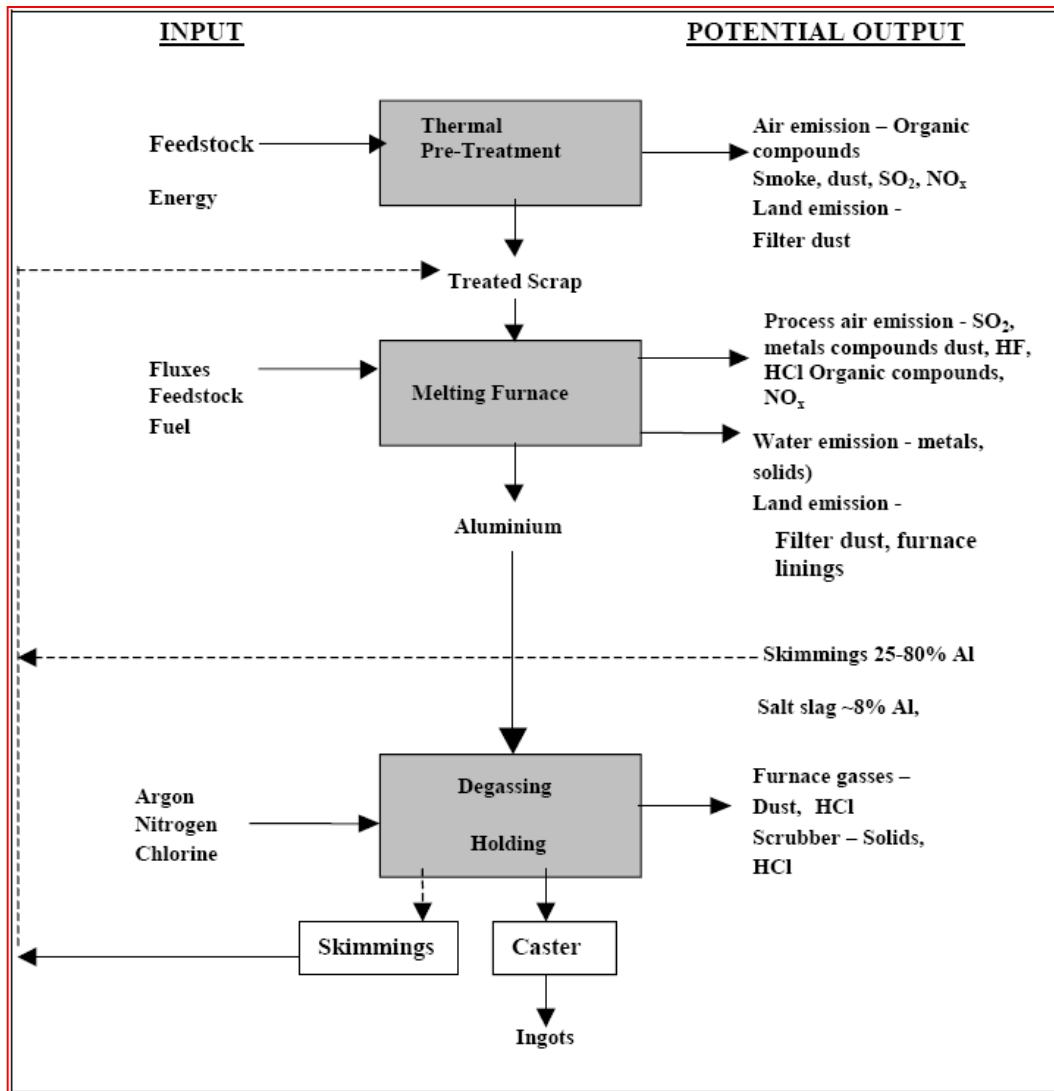 INPUT
POTENTIAL OUTPUT
Thermal
Pre-Treatment
Feedstock
Energy
Air emission – Organic
compounds
Smoke, dust, SO₂, NOₓ
Land emission -
Filter dust
Treated Scrap
Fluxes
Feedstock
Fuel
Melting Furnace
Process air emission - SO₂,
metals compounds dust, HF,
HCl Organic compounds,
NOₓ
Water emission - metals,
solids)
Land emission -
Filter dust, furnace
linings
Aluminium
Skimmings 25-80% Al
Salt slag ~8% Al,
Argon
Nitrogen
Chlorine
Degassing
Holding
Furnace gasses –
Dust, HCl
Scrubber – Solids,
HCl
Skimmings
Caster
Ingots